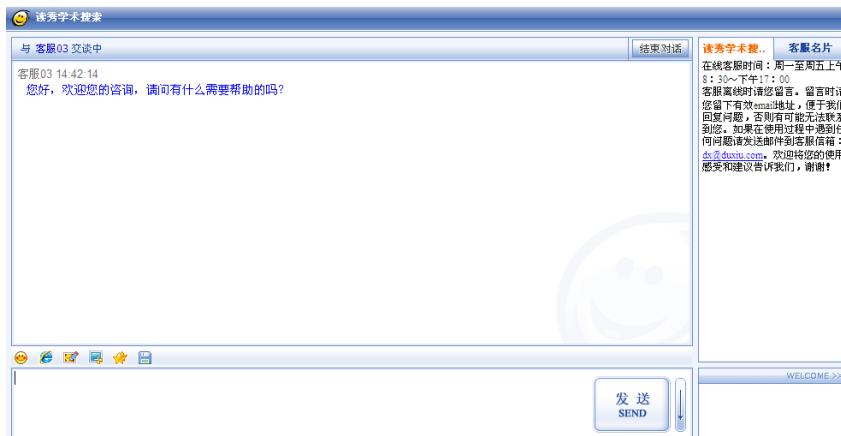 读秀学术搜索
与 客服03 交谈中
结束对话
客服03 14:42:14
您好，欢迎您的咨询，请问有什么需要帮助的吗？
发 送
SEND
读秀学术搜..
客服名片
在线客服时间：周一至周五上午
8：30～下午17：00
客服离线时请您留言。留言时请
您留下有效email地址，便于我们
回复问题，否则有可能无法联系
到您。如果在使用过程中遇到任
何问题请发送邮件到客服信箱：
dx@duxiu.com。欢迎将您的使用
感受和建议告诉我们，谢谢！
WELCOME >>